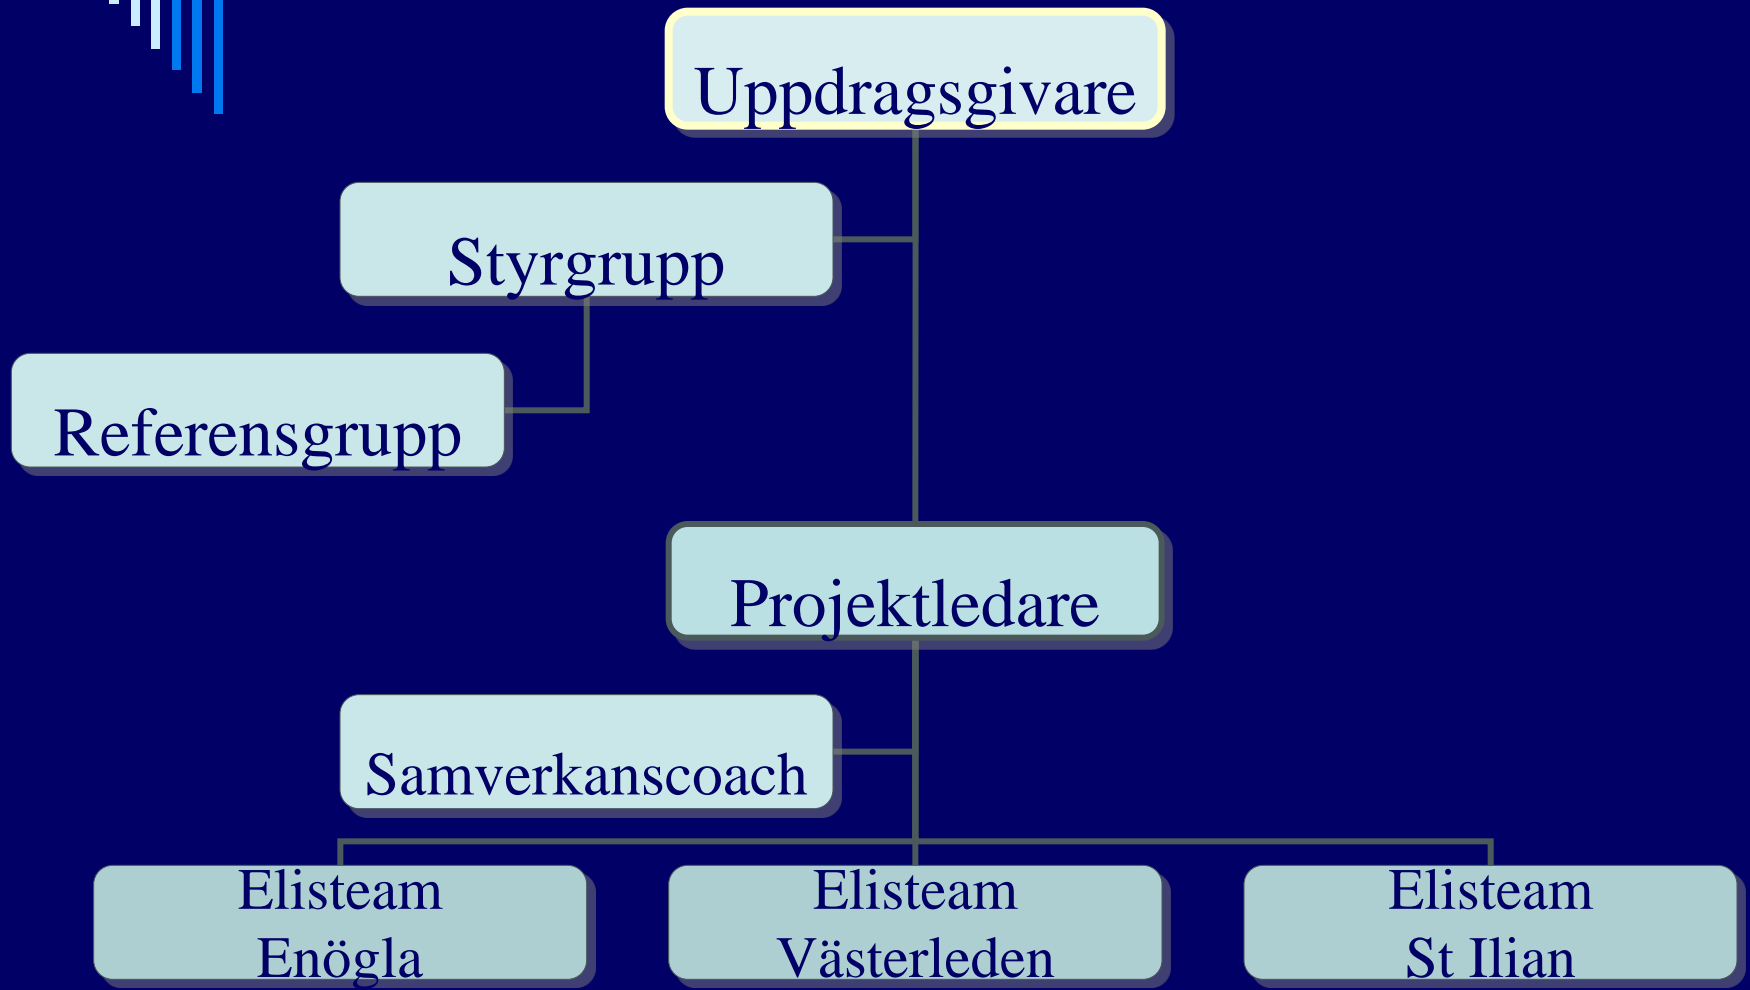 Uppdragsgivare
Styrgrupp
Referensgrupp
Projektledare
Samverkanscoach
Elisteam
Enögla
Elisteam
Västerleden
Elisteam
St Ilian